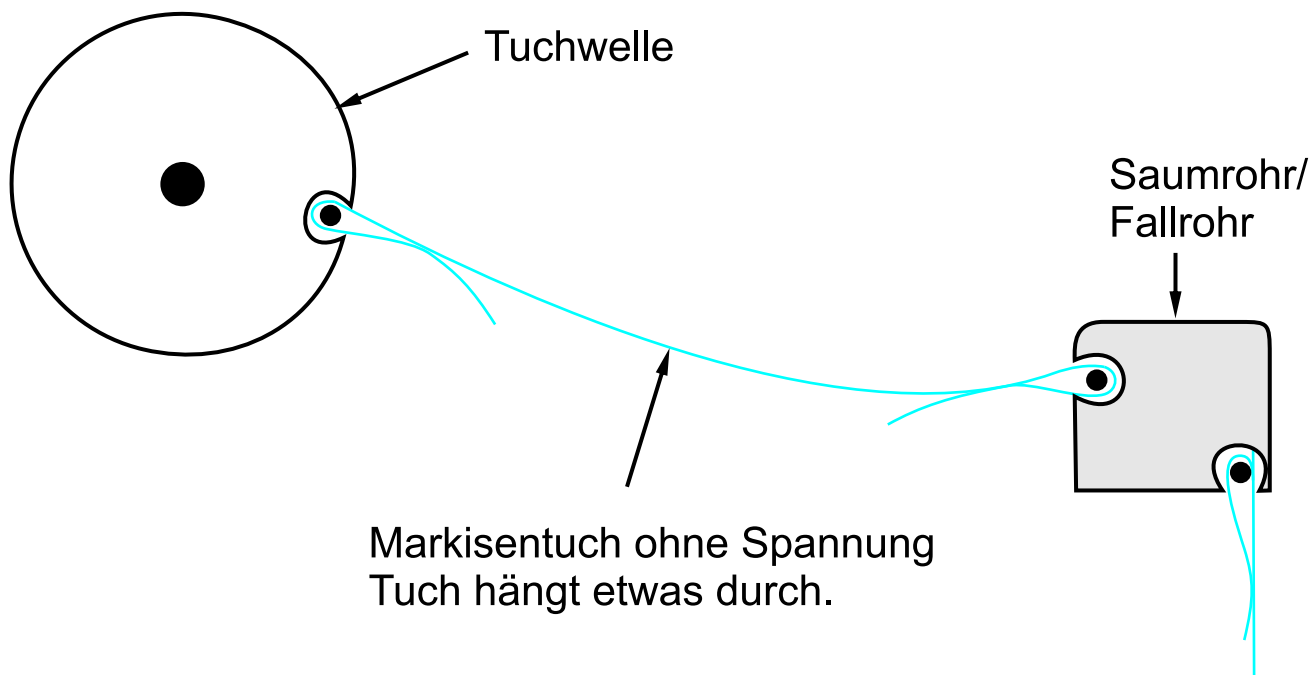 Tuchwelle
Saumrohr/
Fallrohr
Markisentuch ohne Spannung
Tuch hängt etwas durch.